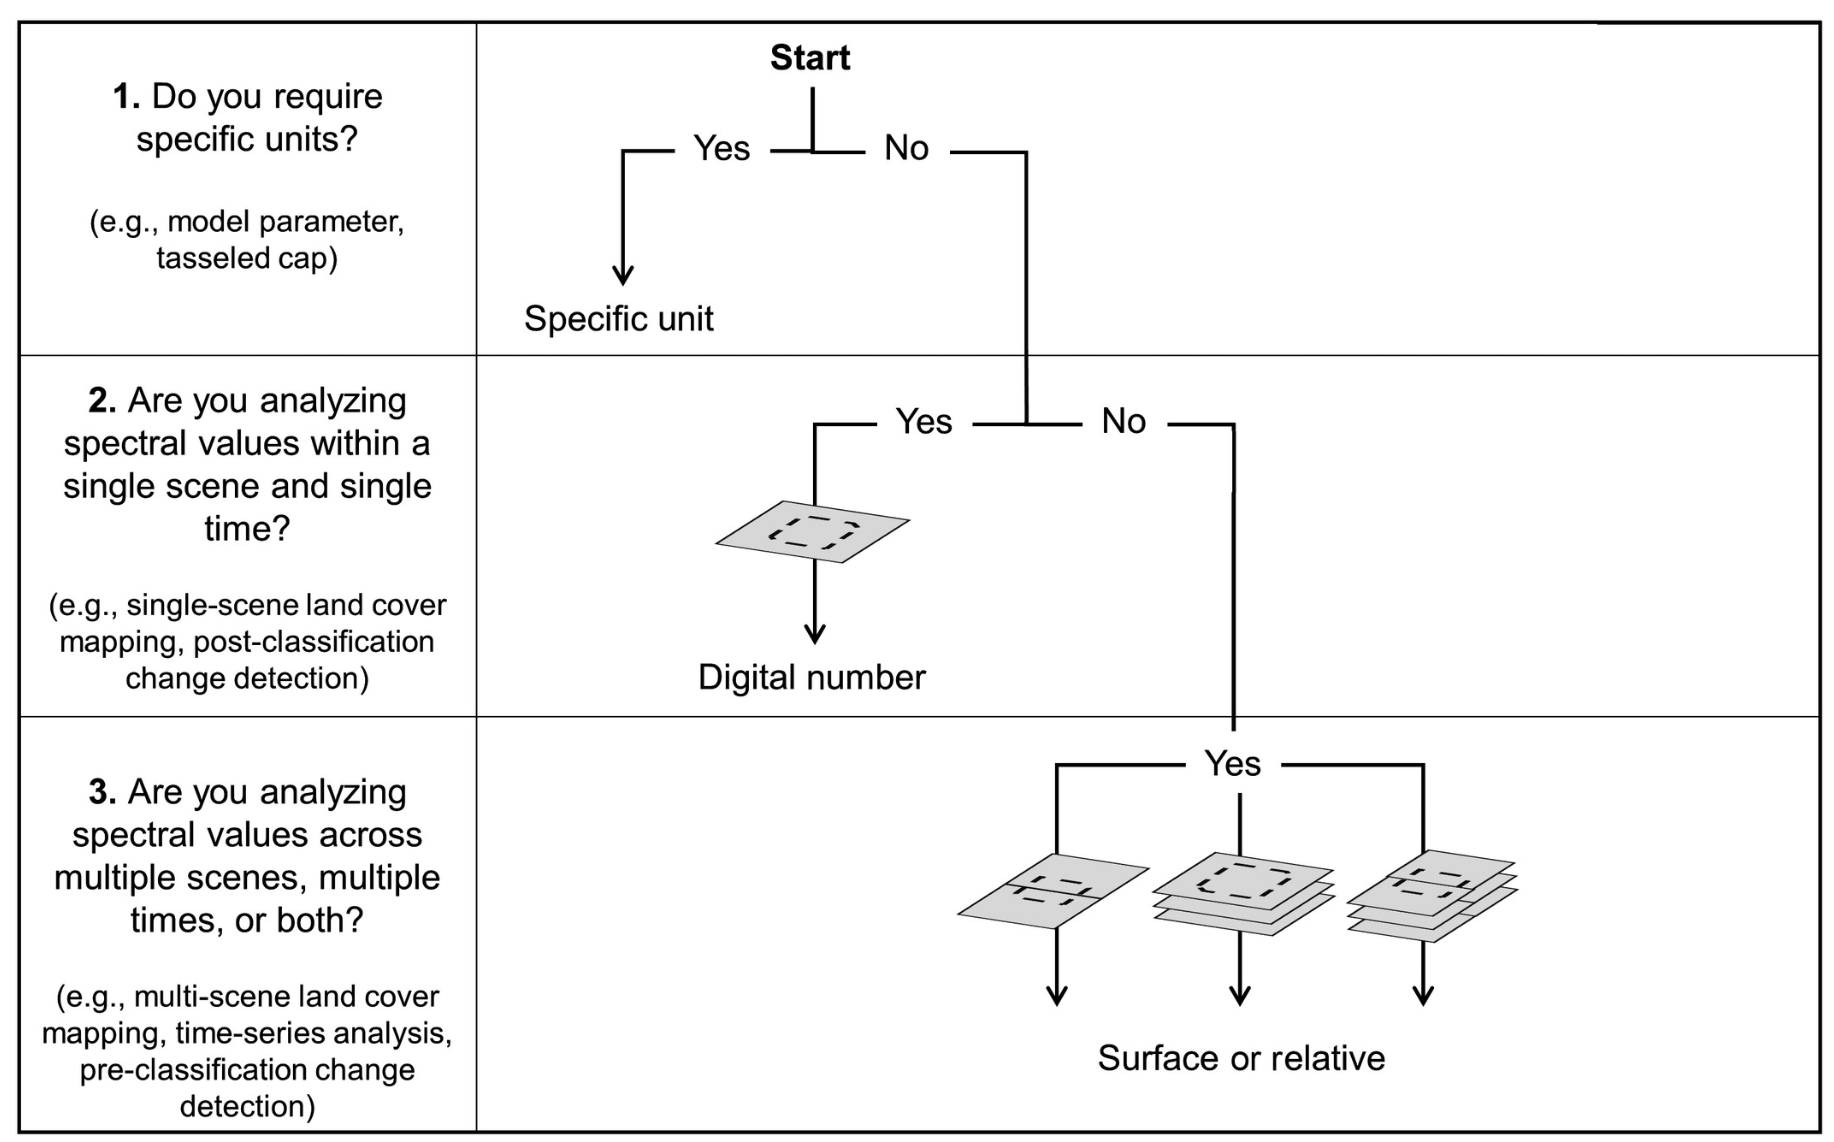 1. Do you require
specific units?
(e.g., model parameter,
tasseled cap)
Start
Yes
No
Specific unit
2. Are you analyzing
spectral values within a
single scene and single
time?
(e.g., single-scene land cover
mapping, post-classification
change detection)
Yes
No
Digital number
3. Are you analyzing
spectral values across
multiple scenes, multiple
times, or both?
(e.g., multi-scene land cover
mapping, time-series analysis,
pre-classification change
detection)
Yes
Surface or relative